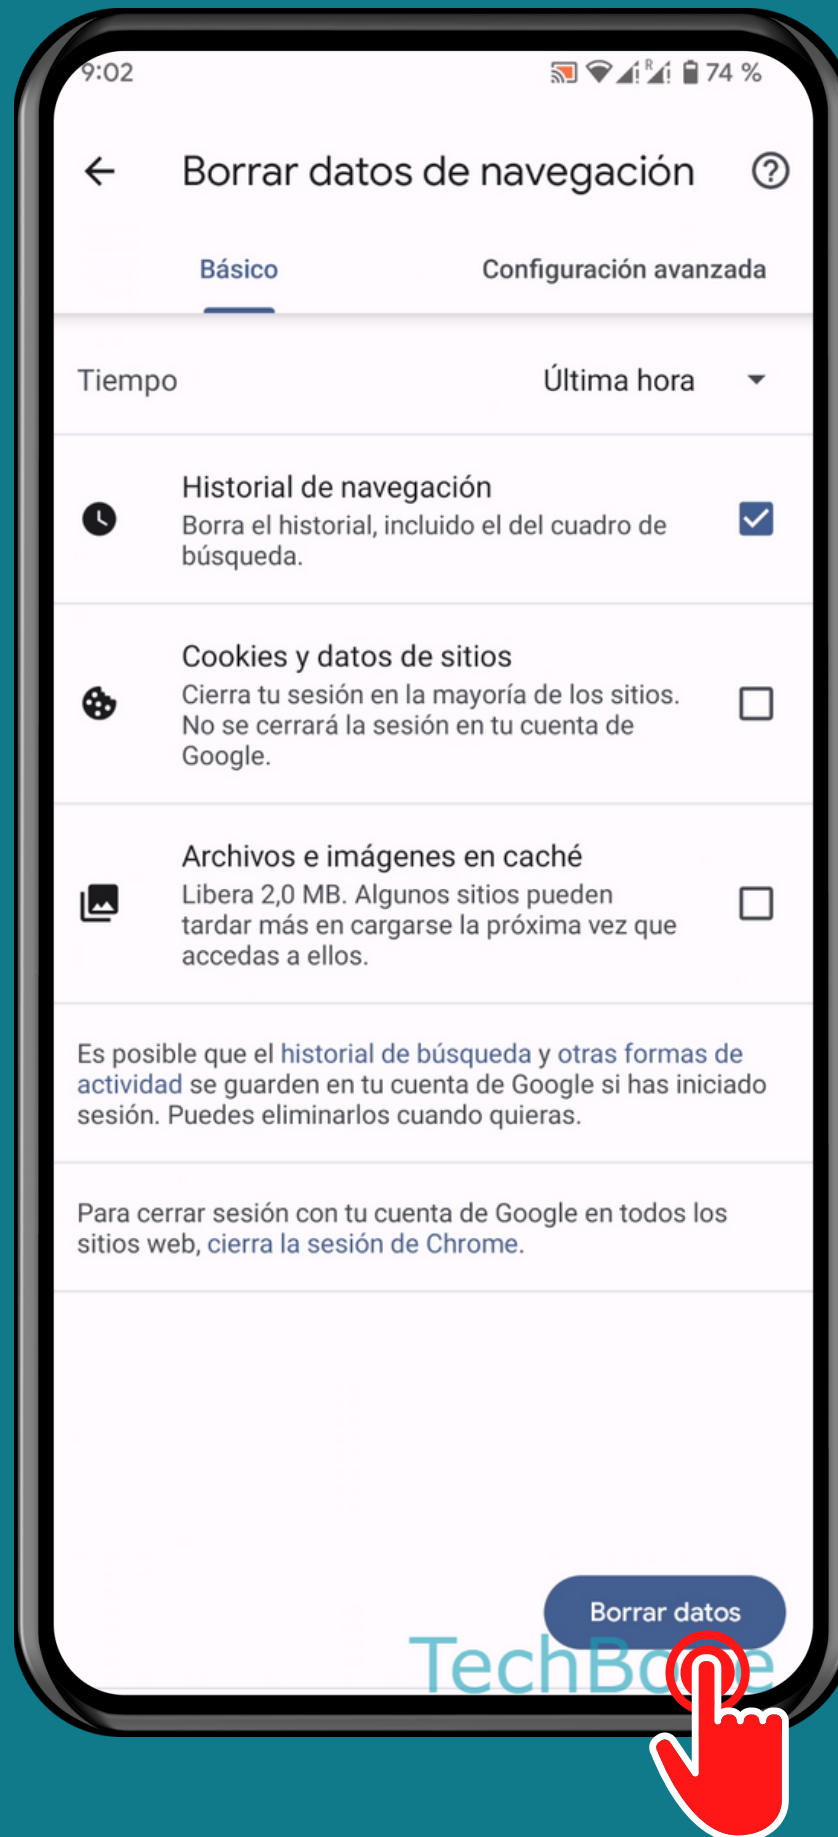 9:02
R
74 %
Borrar datos de navegación
Básico
Configuración avanzada
Tiempo
Última hora
Historial de navegación
Borra el historial, incluido el del cuadro de
búsqueda.
Cookies y datos de sitios
Cierra tu sesión en la mayoría de los sitios.
No se cerrará la sesión en tu cuenta de
Google.
Archivos e imágenes en caché
Libera 2,0 MB. Algunos sitios pueden
tardar más en cargarse la próxima vez que
accedas a ellos.
Es posible que el historial de búsqueda y otras formas de
actividad se guarden en tu cuenta de Google si has iniciado
sesión. Puedes eliminarlos cuando quieras.
Para cerrar sesión con tu cuenta de Google en todos los
sitios web, cierra la sesión de Chrome.
Borrar datos